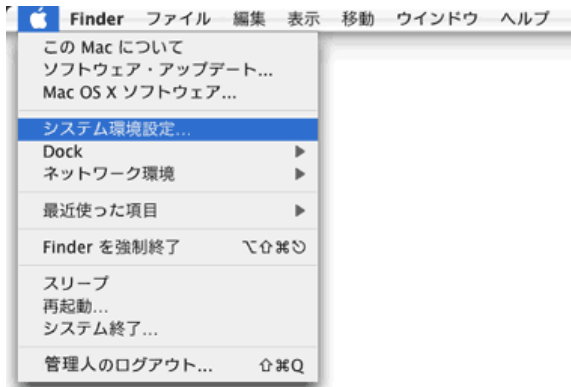 Finder ファイル 編集 表示 移動 ウインドウ ヘルプ
この Mac について
ソフトウェア・アップデート...
Mac OS X ソフトウェア...
システム環境設定...
Dock ▶
ネットワーク環境 ▶
最近使った項目 ▶
Finder を強制終了 ⌥⇧⌘⎋
スリープ
再起動...
システム終了...
管理人のログアウト... ⇧⌘Q